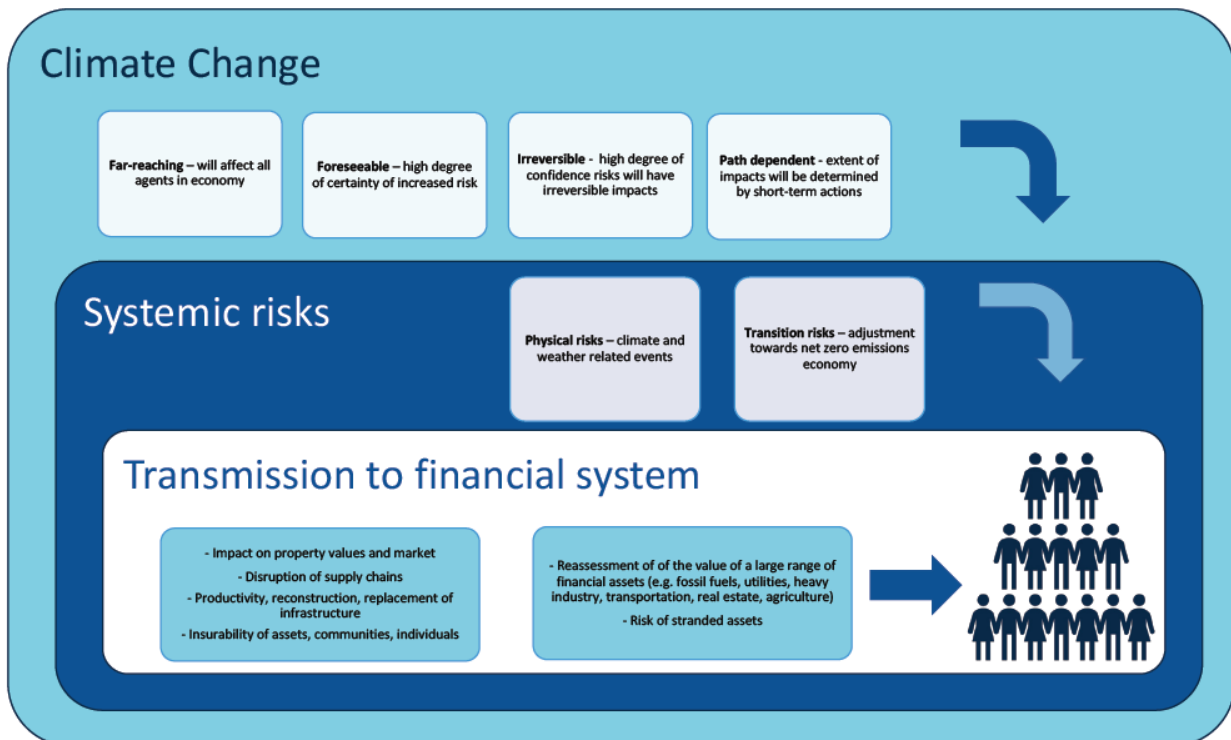 Climate Change
Far-reaching – will affect all
agents in economy
Foreseeable – high degree
of certainty of increased risk
Irreversible - high degree of
confidence risks will have
irreversible impacts
Path dependent - extent of
impacts will be determined
by short-term actions
Systemic risks
Physical risks – climate and
weather related events
Transition risks – adjustment
towards net zero emissions
economy
Transmission to financial system
- Impact on property values and market
- Disruption of supply chains
- Productivity, reconstruction, replacement of
infrastructure
- Insurability of assets, communities, individuals
- Reassessment of of the value of a large range of
financial assets (e.g. fossil fuels, utilities, heavy
industry, transportation, real estate, agriculture)
- Risk of stranded assets